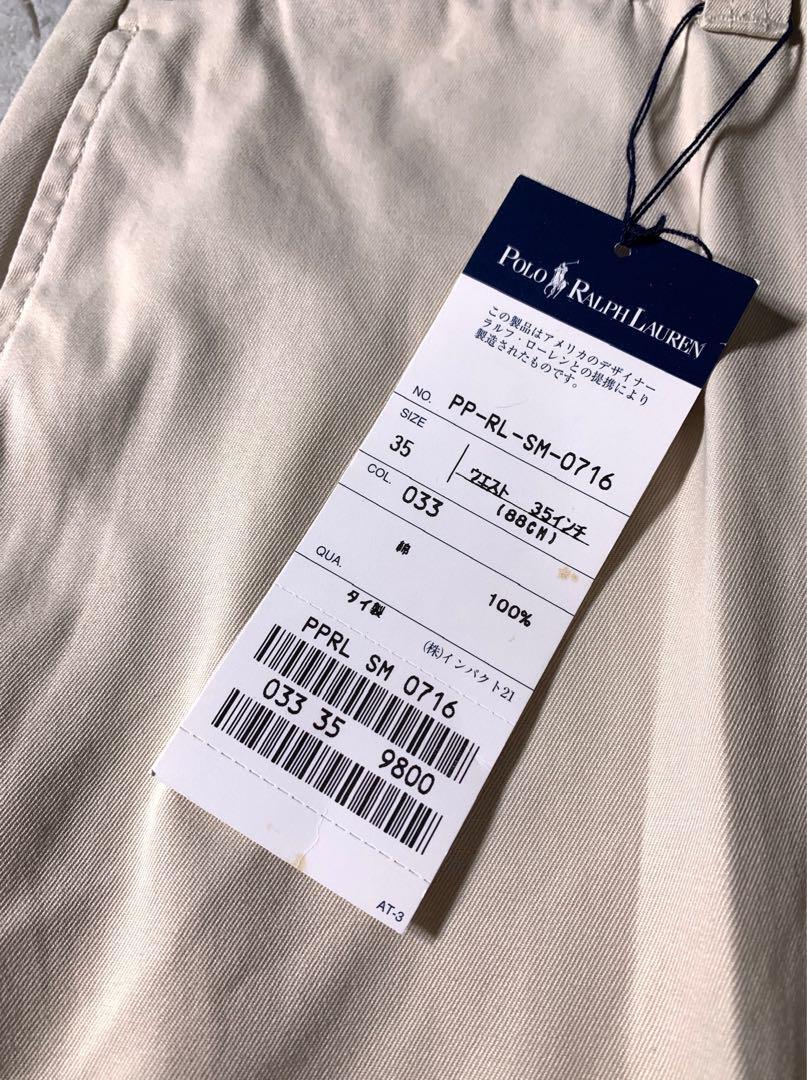 POLO RALPH LAUREN
この製品はアメリカのデザイナー
ラルフ・ローレンとの提携により
製造されたものです。
NO. PP-RL-SM-0716
SIZE 35 ウエスト 35インチ
(88CM)
COL. 033
QUA. 綿 100%
タイ製
(株)インパクト21
PPRL SM 0716
033 35 9800
AT-3